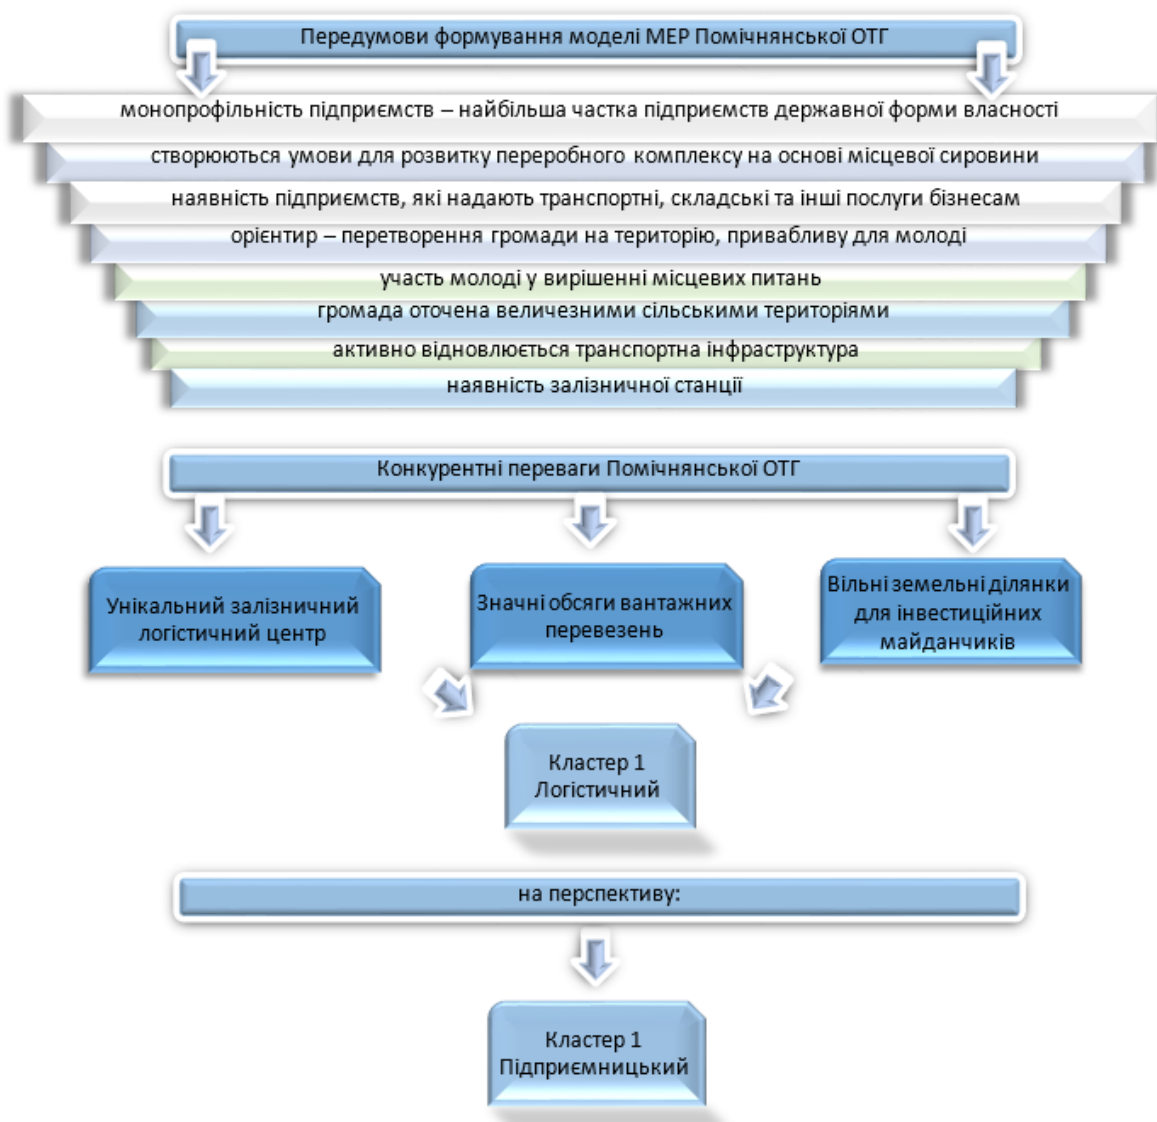 Передумови формування моделі МЕР Помічнянської ОТГ
монопрофільність підприємств – найбільша частка підприємств державної форми власності
створюються умови для розвитку переробного комплексу на основі місцевої сировини
наявність підприємств, які надають транспортні, складські та інші послуги бізнесам
орієнтир – перетворення громади на територію, привабливу для молоді
участь молоді у вирішенні місцевих питань
громада оточена величезними сільськими територіями
активно відновлюється транспортна інфраструктура
наявність залізничної станції
Конкурентні переваги Помічнянської ОТГ
Унікальний залізничний
логістичний центр
Значні обсяги вантажних
перевезень
Вільні земельні ділянки
для інвестиційних
майданчиків
Кластер 1
Логістичний
на перспективу:
Кластер 1
Підприємницький